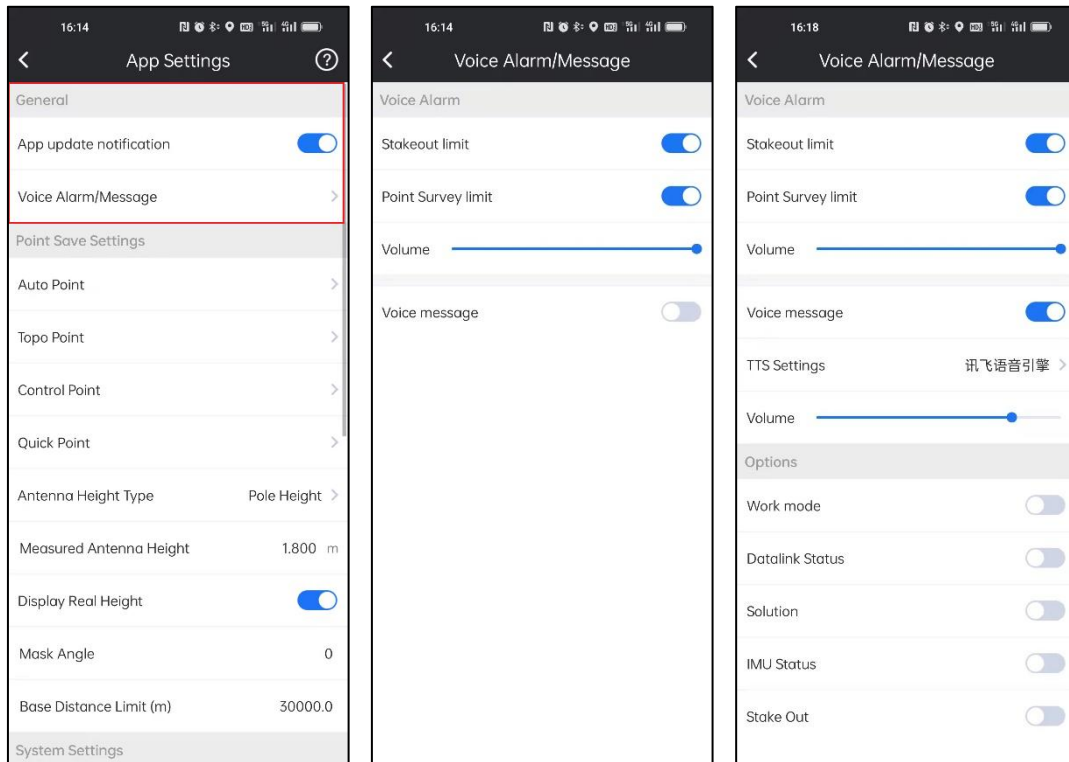 16:14
App Settings
General
App update notification
Voice Alarm/Message
Point Save Settings
Auto Point
Topo Point
Control Point
Quick Point
Antenna Height Type Pole Height
Measured Antenna Height 1.800 m
Display Real Height
Mask Angle 0
Base Distance Limit (m) 30000.0
System Settings
16:14
Voice Alarm/Message
Voice Alarm
Stakeout limit
Point Survey limit
Volume
Voice message
16:18
Voice Alarm/Message
Voice Alarm
Stakeout limit
Point Survey limit
Volume
Voice message
TTS Settings 讯飞语音引擎
Volume
Options
Work mode
Datalink Status
Solution
IMU Status
Stake Out